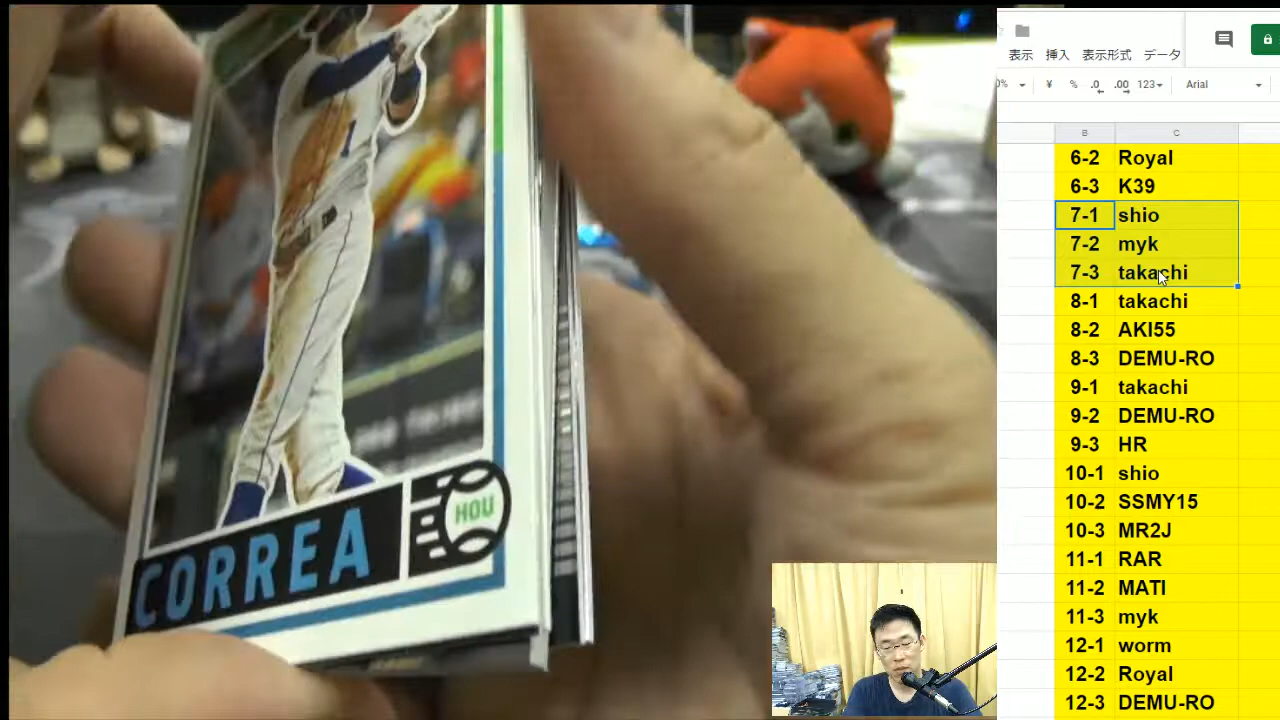 CORREA
HOU
1
表示 挿入 表示形式 データ
% ¥ % .0 .00 123 Arial
B C
6-2 Royal
6-3 K39
7-1 shio
7-2 myk
7-3 takachi
8-1 takachi
8-2 AKI55
8-3 DEMU-RO
9-1 takachi
9-2 DEMU-RO
9-3 HR
10-1 shio
10-2 SSMY15
10-3 MR2J
11-1 RAR
11-2 MATI
11-3 myk
12-1 worm
12-2 Royal
12-3 DEMU-RO